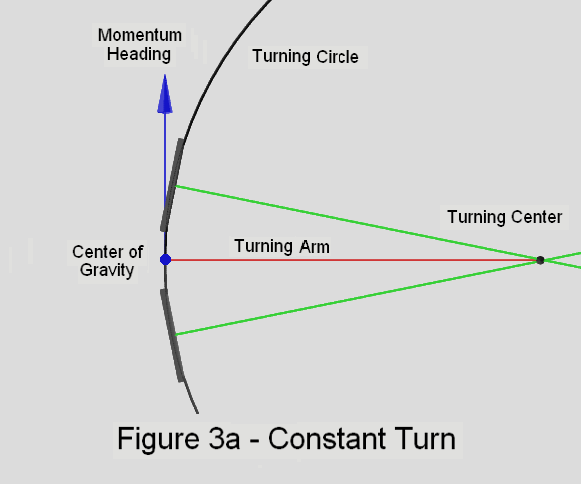 Momentum
Heading
Turning Circle
Turning Center
Center of
Gravity
Turning Arm
Figure 3a - Constant Turn